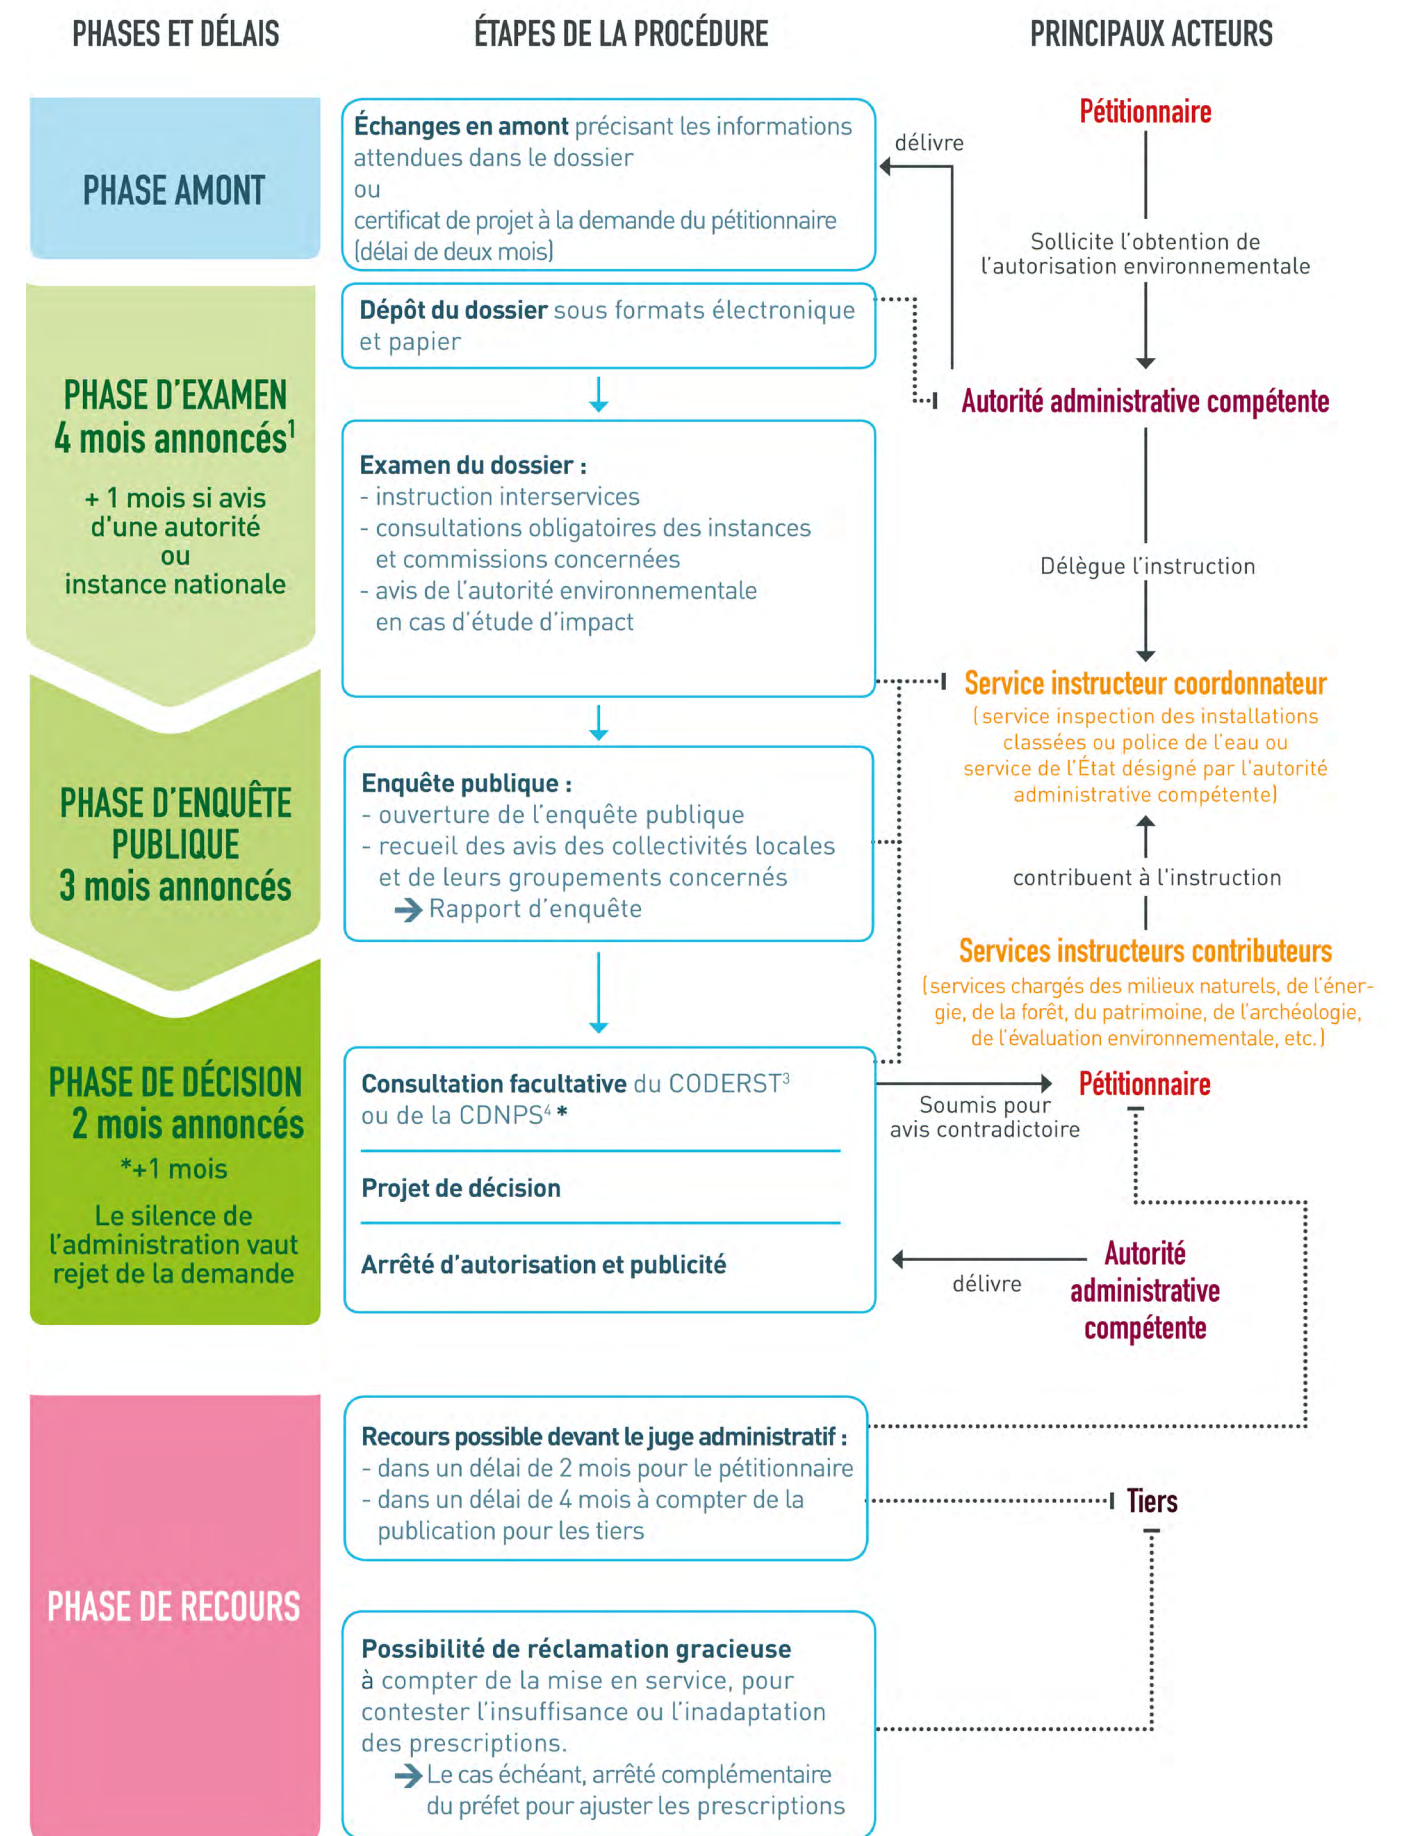 PHASES ET DÉLAIS
ÉTAPES DE LA PROCÉDURE
PRINCIPAUX ACTEURS
PHASE AMONT
Échanges en amont précisant les informations
attendues dans le dossier
ou
certificat de projet à la demande du pétitionnaire
(délai de deux mois)
délivre
Pétitionnaire
Sollicite l'obtention de
l'autorisation environnementale
PHASE D'EXAMEN
4 mois annoncés¹
+ 1 mois si avis
d'une autorité
ou
instance nationale
Dépôt du dossier sous formats électronique
et papier
Autorité administrative compétente
Examen du dossier :
- instruction interservices
- consultations obligatoires des instances
et commissions concernées
- avis de l'autorité environnementale
en cas d'étude d'impact
Délègue l'instruction
Service instructeur coordonnateur
(service inspection des installations
classées ou police de l'eau ou
service de l'État désigné par l'autorité
administrative compétente)
PHASE D'ENQUÊTE
PUBLIQUE
3 mois annoncés
Enquête publique :
- ouverture de l'enquête publique
- recueil des avis des collectivités locales
et de leurs groupements concernés
→ Rapport d'enquête
contribuent à l'instruction
Services instructeurs contributeurs
(services chargés des milieux naturels, de l'éner-
gie, de la forêt, du patrimoine, de l'archéologie,
de l'évaluation environnementale, etc.)
PHASE DE DÉCISION
2 mois annoncés
*+1 mois
Le silence de
l'administration vaut
rejet de la demande
Consultation facultative du CODERST³
ou de la CDNPS⁴ *
Projet de décision
Arrêté d'autorisation et publicité
Soumis pour
avis contradictoire
Pétitionnaire
délivre
Autorité
administrative
compétente
PHASE DE RECOURS
Recours possible devant le juge administratif :
- dans un délai de 2 mois pour le pétitionnaire
- dans un délai de 4 mois à compter de la
publication pour les tiers
Tiers
Possibilité de réclamation gracieuse
à compter de la mise en service, pour
contester l'insuffisance ou l'inadaptation
des prescriptions.
→ Le cas échéant, arrêté complémentaire
du préfet pour ajuster les prescriptions